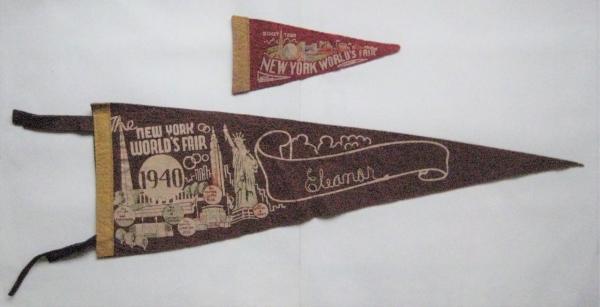 NEW YORK WORLD'S FAIR
The
NEW YORK
WORLD'S FAIR
1940
Eleanor